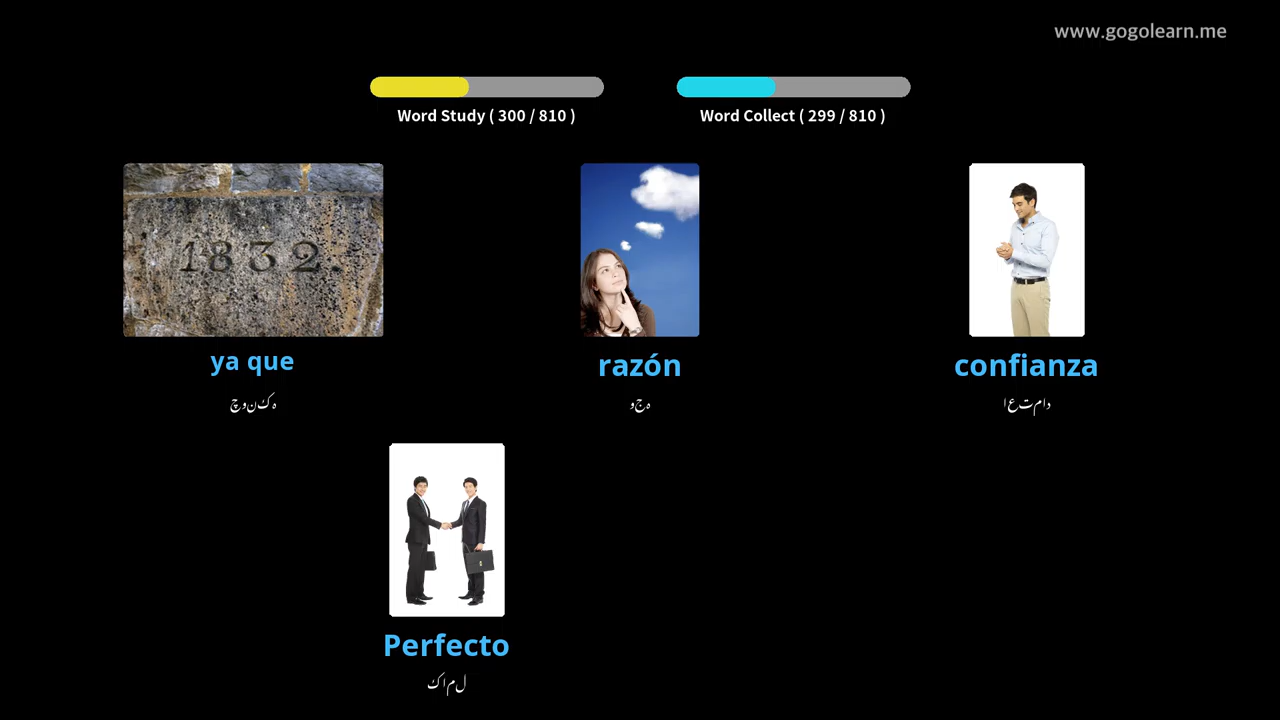 www.gogolearn.me
Word Study ( 300 / 810 )
Word Collect ( 299 / 810 )
1832.
ya que
چونکہ
razón
وجہ
confianza
اعتماد
Perfecto
کامل